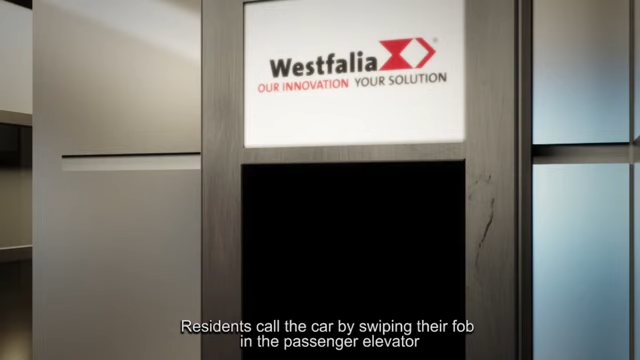 Westfalia®
OUR INNOVATION YOUR SOLUTION
Residents call the car by swiping their fob
in the passenger elevator